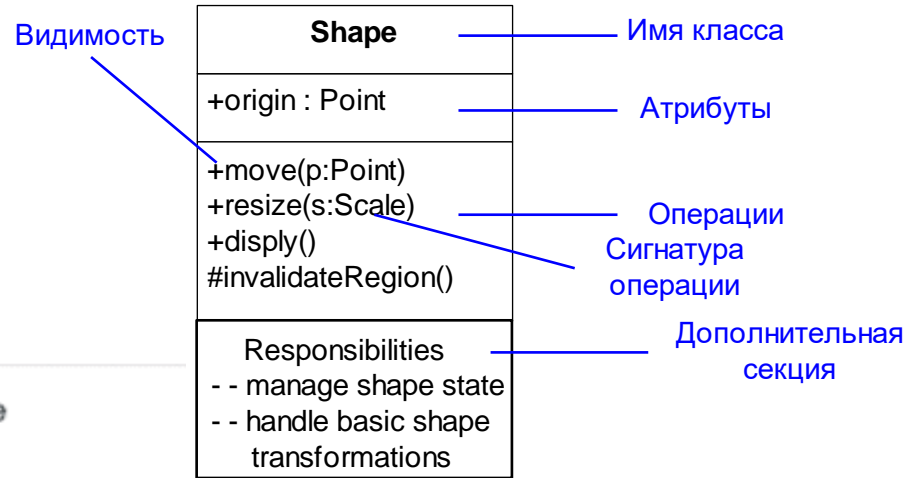 Видимость
Shape
Имя класса
+origin : Point
Атрибуты
+move(p:Point)
+resize(s:Scale)
+disply()
#invalidateRegion()
Операции
Сигнатура
операции
Responsibilities
- - manage shape state
- - handle basic shape
transformations
Дополнительная
секция